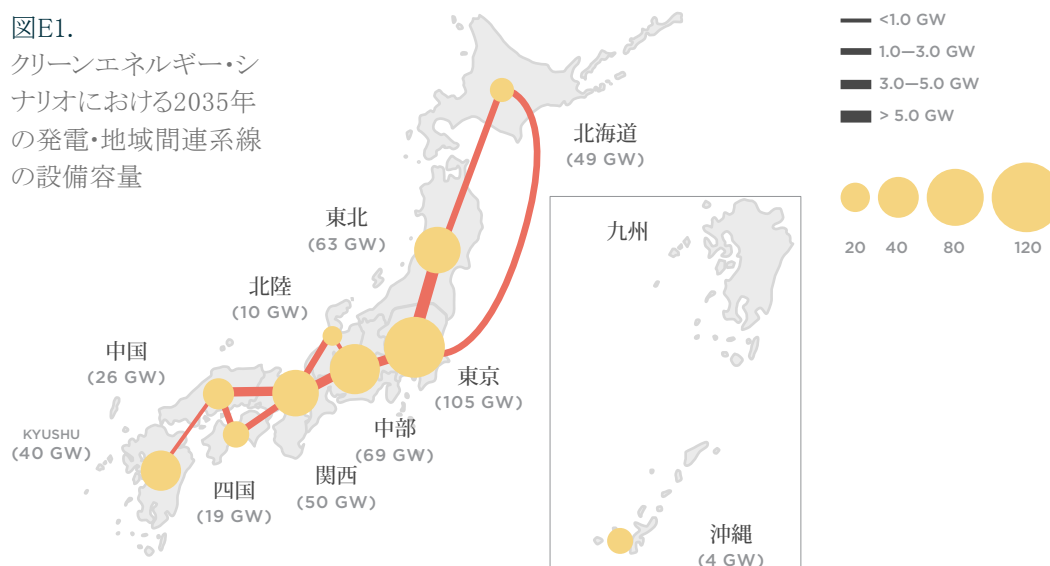 図E1.
クリーンエネルギー・シ
ナリオにおける2035年
の発電・地域間連系線
の設備容量
<1.0 GW
1.0—3.0 GW
3.0—5.0 GW
> 5.0 GW
20 40 80 120
北海道
(49 GW)
東北
(63 GW)
北陸
(10 GW)
中国
(26 GW)
KYUSHU
(40 GW)
四国
(19 GW)
関西
(50 GW)
中部
(69 GW)
東京
(105 GW)
九州
沖縄
(4 GW)